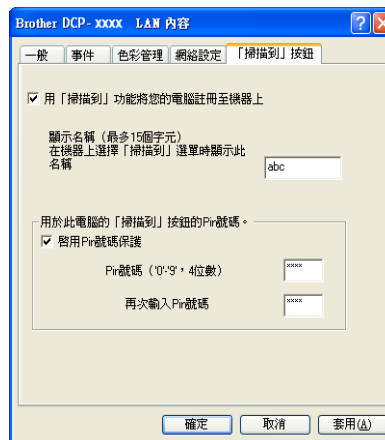 Brother DCP-XXXX LAN 內容
一般 事件 色彩管理 網絡設定 「掃描到」按鈕
用「掃描到」功能將您的電腦註冊至機器上
顯示名稱（最多15個字元）
在機器上選擇「掃描到」選單時顯示此
名稱
abc
用於此電腦的「掃描到」按鈕的Pin號碼。
啓用Pin號碼保護
Pin號碼（'0'-'9'，4位數）
××××
再次輸入Pin號碼
××××
確定 取消 套用(A)